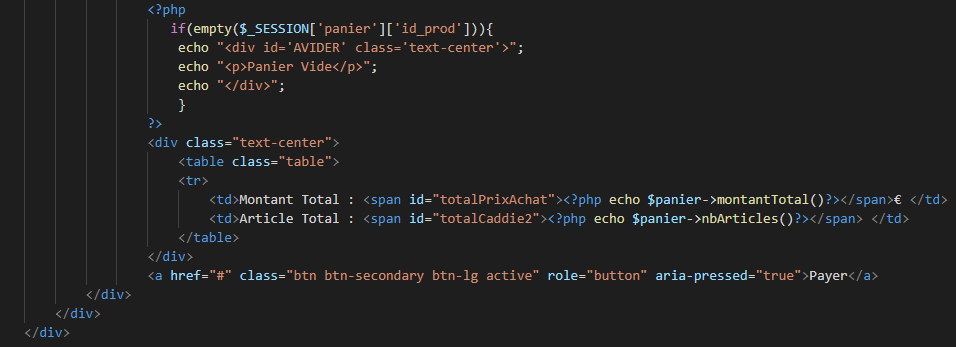 <?php
if(empty($_SESSION['panier']['id_prod'])){
echo "<div id='AVIDER' class='text-center'>";
echo "<p>Panier Vide</p>";
echo "</div>";
}
?>
<div class="text-center">
<table class="table">
<tr>
<td>Montant Total : <span id="totalPrixAchat"><?php echo $panier->montantTotal()?></span>€ </td>
<td>Article Total : <span id="totalCaddie2"><?php echo $panier->nbArticles()?></span> </td>
</table>
</div>
<a href="#" class="btn btn-secondary btn-lg active" role="button" aria-pressed="true">Payer</a>
</div>
</div>
</div>